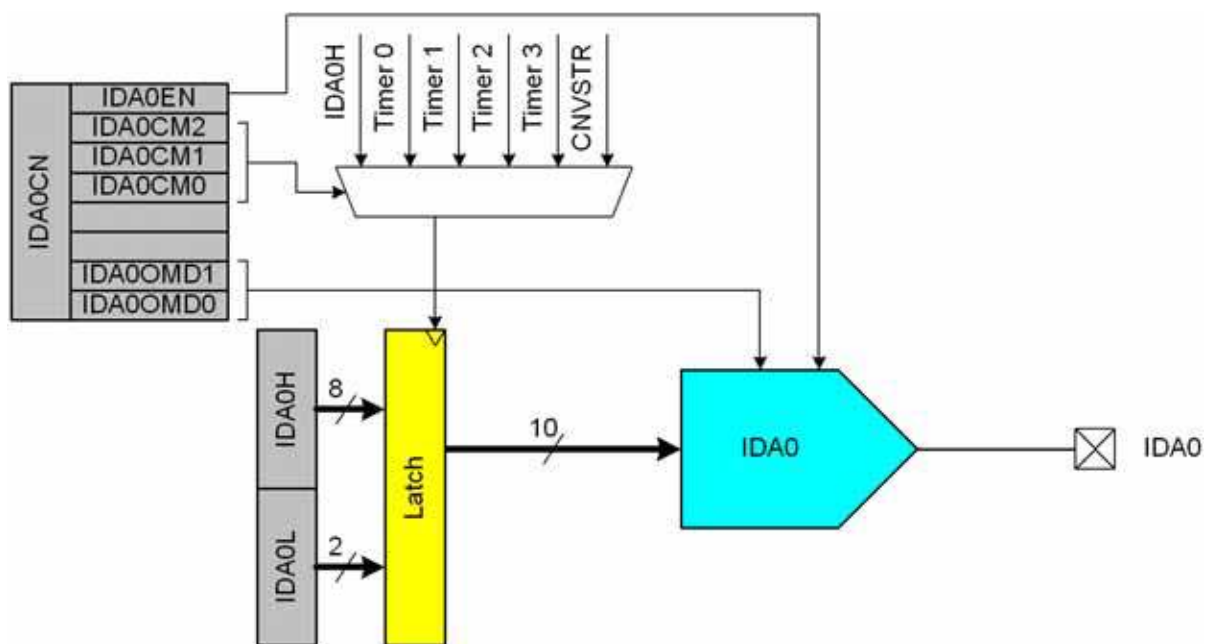 IDA0CN
IDA0EN
IDA0CM2
IDA0CM1
IDA0CM0
IDA0OMD1
IDA0OMD0
IDA0H
Timer 0
Timer 1
Timer 2
Timer 3
CNVSTR
IDA0H
8
IDA0L
2
Latch
10
IDA0
IDA0